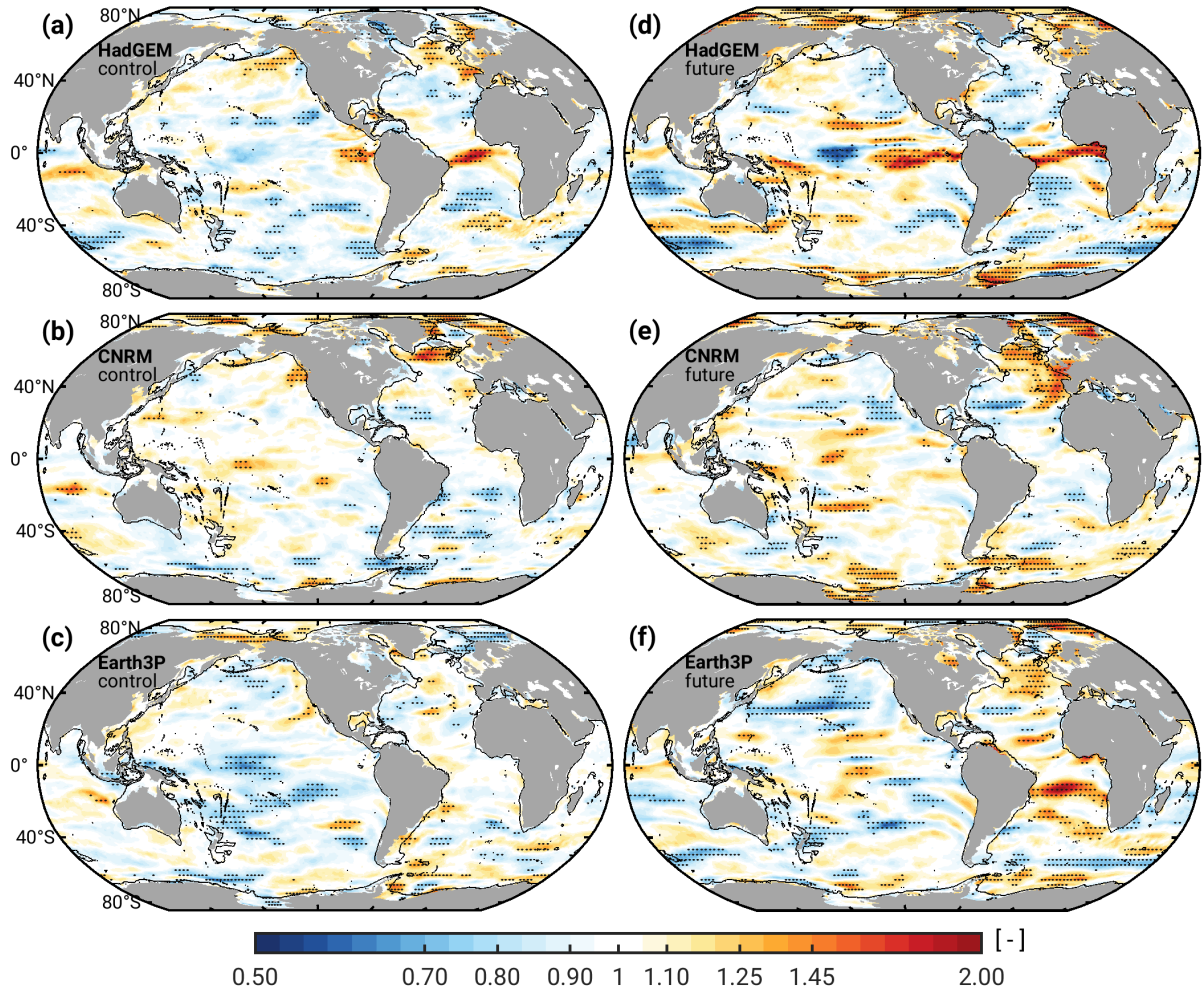 (a)
80°N
HadGEM
control
40°N
0°
40°S
80°S
(d)
HadGEM
future
(b)
80°N
CNRM
control
40°N
0°
40°S
80°S
(e)
CNRM
future
(c)
80°N
Earth3P
control
40°N
0°
40°S
80°S
(f)
Earth3P
future
[-]
0.50 0.70 0.80 0.90 1 1.10 1.25 1.45 2.00